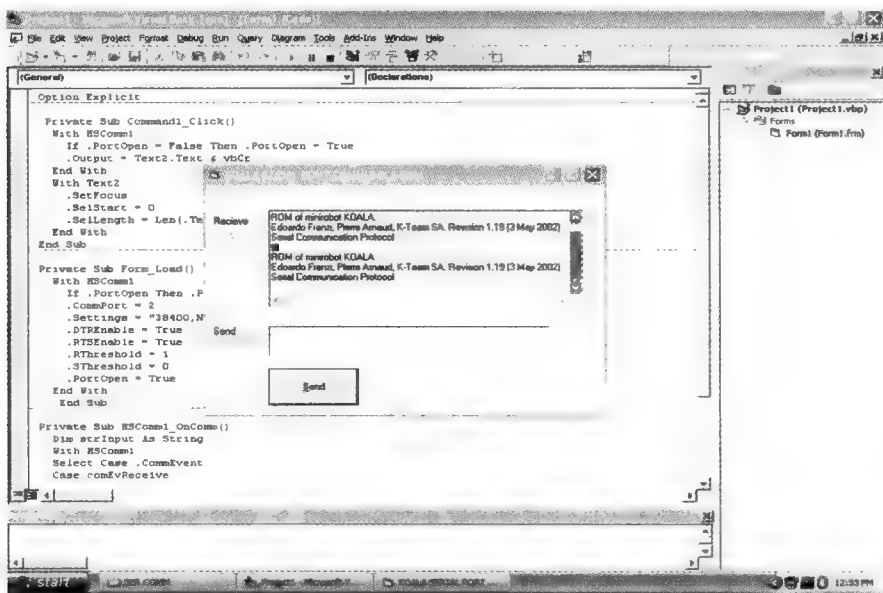 File Edit View Project Format Debug Run Query Diagram Tools Add-Ins Window Help
(General) (Declarations)
Option Explicit
Private Sub Command1_Click()
With MSComm1
If .PortOpen = False Then .PortOpen = True
.Output = Text2.Text & vbCr
End With
With Text2
.SetFocus
.SelStart = 0
.SelLength = Len(.Te
End With
End Sub
Private Sub Form_Load()
With MSComm1
If .PortOpen Then .P
.CommPort = 2
.Settings = "38400,N
.DTREnable = True
.RTSEnable = True
.RThreshold = 1
.SThreshold = 0
.PortOpen = True
End With
End Sub
Private Sub MSComm1_OnComm()
Dim strInput As String
With MSComm1
Select Case .CommEvent
Case comEvReceive
Recieve
ROM of minirobot KOALA
Edoardo Franzi, Pierre Arnaud, K-Team SA. Revision 1.19 (3 May 2002)
Serial Communication Protocol
ROM of minirobot KOALA
Edoardo Franzi, Pierre Arnaud, K-Team SA. Revision 1.19 (3 May 2002)
Serial Communication Protocol
Send
Send
Project1 (Project1.vbp)
Forms
Form1 (Form1.frm)
start
KOALA SERIAL PORT
12:33 PM